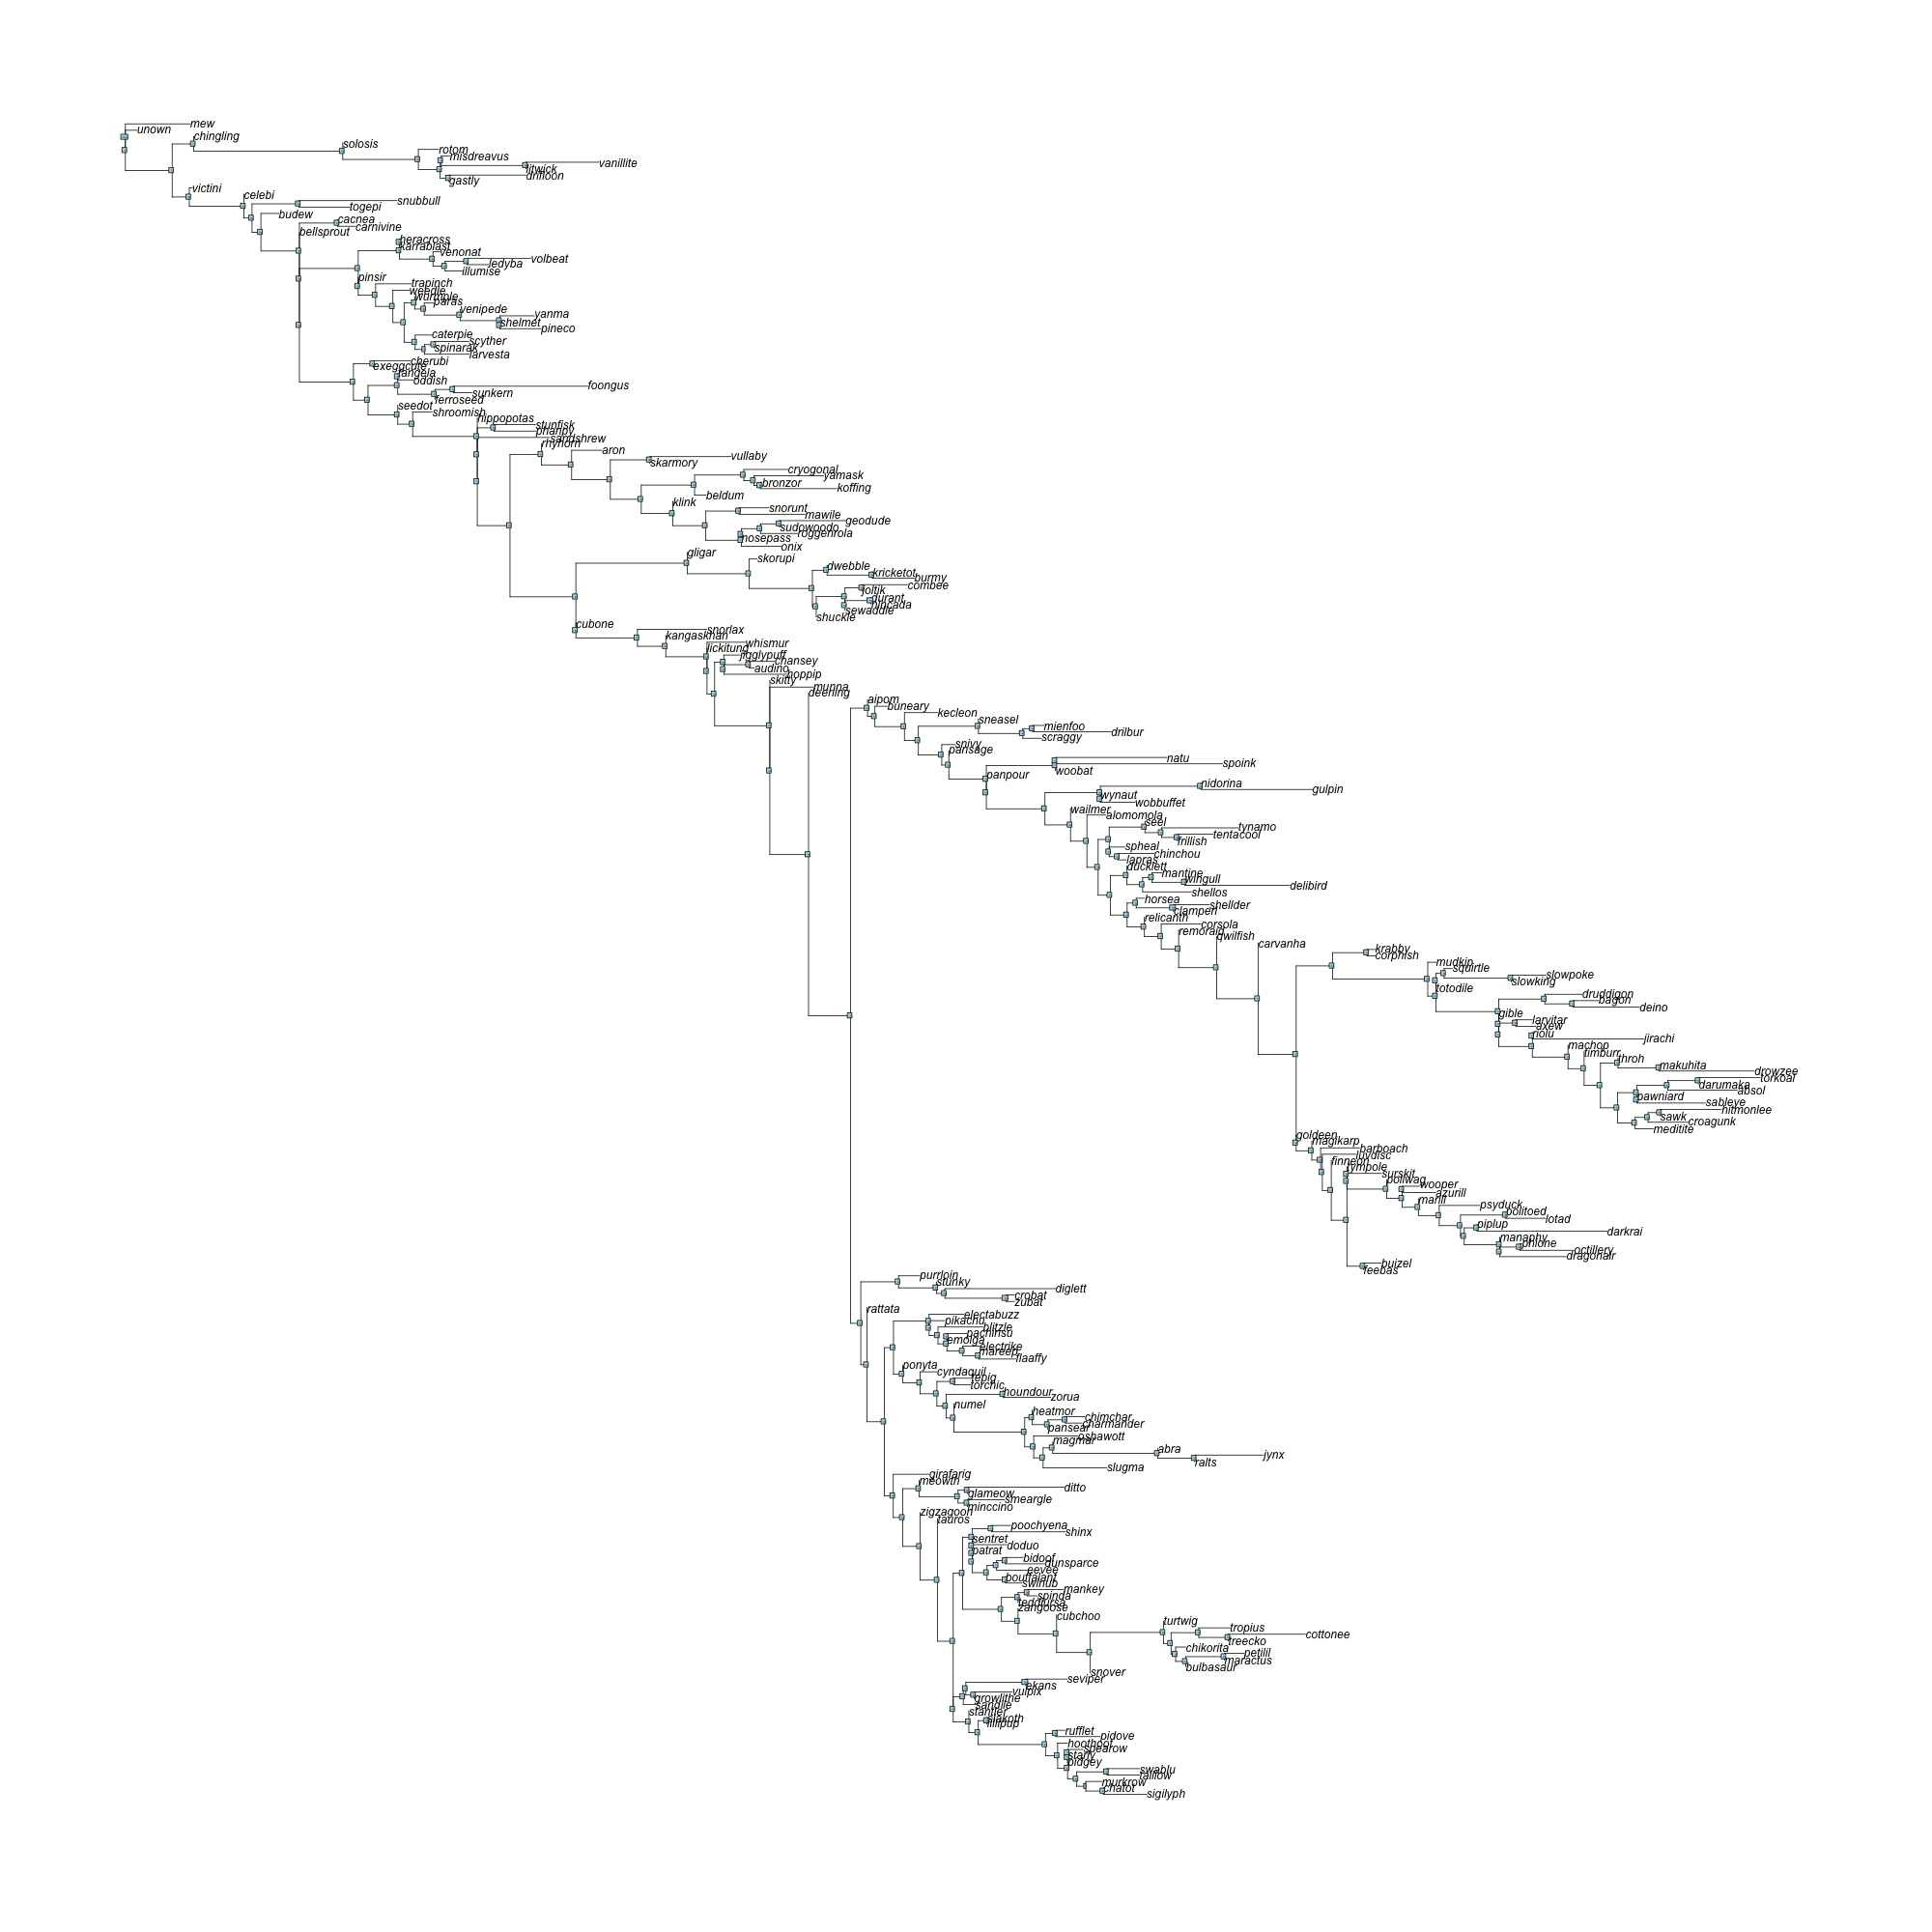 mew
unown
chingling
solosis
rotom
misdreavus
vanillite
litwick
drifloon
gastly
victini
celebi
snubbull
togepi
budew
cacnea
carnivine
bellsprout
heracross
karrablast
venonat
volbeat
ledyba
illumise
pinsir
trapinch
weedle
wurmple
paras
venipede
yanma
shelmet
pineco
caterpie
scyther
spinarak
larvesta
cherubi
exeggcute
tangela
oddish
foongus
sunkern
ferroseed
seedot
shroomish
hippopotas
stunfisk
phanpy
sandshrew
rhyhorn
aron
vullaby
skarmory
cryogonal
yamask
bronzor
koffing
beldum
klink
snorunt
mawile
geodude
sudowoodo
roggenrola
nosepass
onix
gligar
skorupi
dwebble
kricketot
burmy
combee
joltik
durant
nincada
sewaddle
shuckle
cubone
snorlax
kangaskhan
whismur
lickitung
jigglypuff
chansey
audino
hoppip
skitty
munna
deerling
aipom
buneary
kecleon
sneasel
mienfoo
drilbur
scraggy
snivy
pansage
natu
spoink
woobat
panpour
nidorina
gulpin
wynaut
wobbuffet
wailmer
alomomola
seel
tynamo
tentacool
frillish
spheal
chinchou
lapras
ducklett
mantine
wingull
delibird
shellos
horsea
shellder
clamperl
relicanth
corsola
remoraid
qwilfish
carvanha
krabby
corphish
mudkip
squirtle
slowpoke
slowking
totodile
druddigon
bagon
deino
gible
larvitar
axew
riolu
jirachi
machop
timburr
throh
makuhita
drowzee
torkoal
darumaka
absol
pawniard
sableye
hitmonlee
sawk
croagunk
meditite
goldeen
magikarp
barboach
luvdisc
finneon
tympole
surskit
poliwag
wooper
azurill
marill
psyduck
politoed
lotad
piplup
darkrai
manaphy
phione
octillery
dragonair
buizel
feebas
purrloin
stunky
diglett
crobat
zubat
rattata
electabuzz
pikachu
blitzle
pachirisu
emolga
electrike
mareep
flaaffy
ponyta
cyndaquil
tepig
torchic
houndour
zorua
numel
heatmor
chimchar
charmander
pansear
oshawott
magmar
abra
jynx
ralts
slugma
girafarig
meowth
ditto
glameow
smeargle
minccino
zigzagoon
tauros
poochyena
shinx
sentret
doduo
patrat
bidoof
dunsparce
eevee
bouffalant
swinub
mankey
spinda
teddiursa
zangoose
cubchoo
turtwig
tropius
cottonee
treecko
chikorita
petilil
maractus
bulbasaur
snover
seviper
ekans
vulpix
growlithe
sandile
stantler
slakoth
lillipup
rufflet
pidove
hoothoot
spearow
starly
pidgey
swablu
taillow
murkrow
chatot
sigilyph